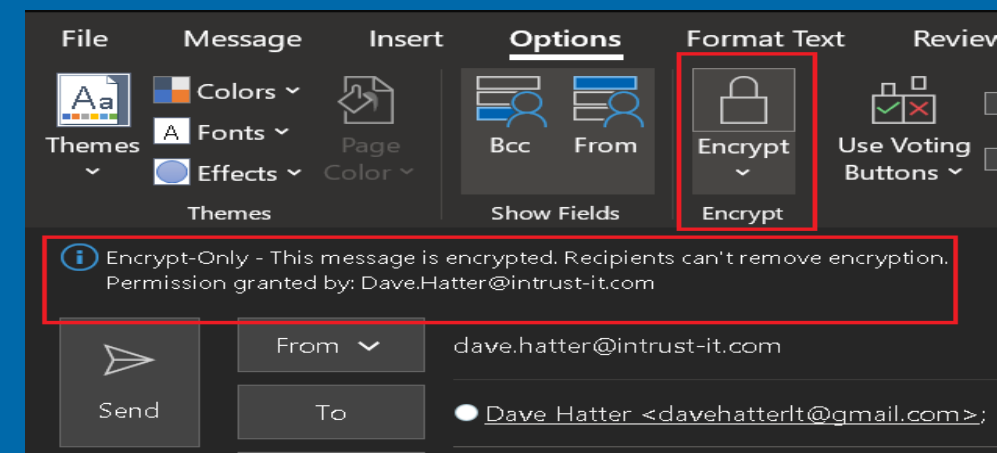 File Message Insert Options Format Text Review
Aa Themes
Colors
A Fonts
Effects
Page Color
Themes
Bcc From
Show Fields
Encrypt
Encrypt
Use Voting Buttons
Encrypt-Only - This message is encrypted. Recipients can't remove encryption.
Permission granted by: Dave.Hatter@intrust-it.com
Send
From
dave.hatter@intrust-it.com
To
Dave Hatter <davehatterlt@gmail.com>;